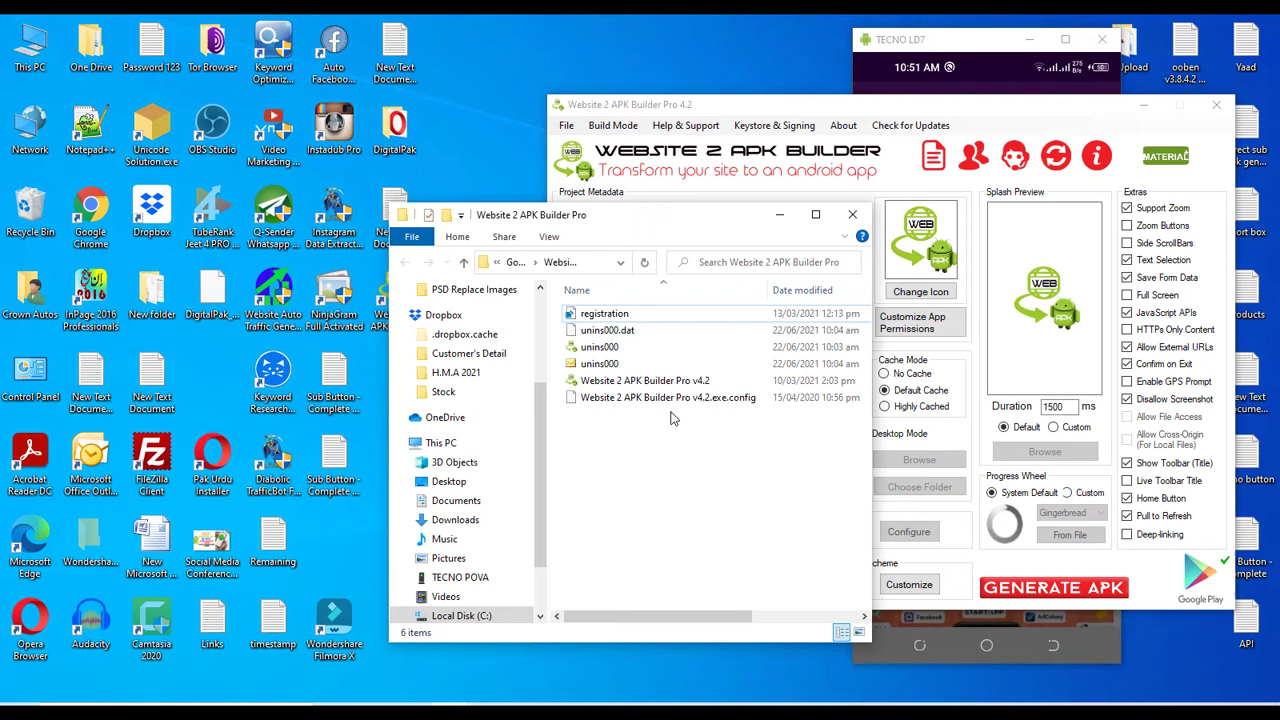 This PC
One Drive
Password 123
Tor Browser
Keyword
Optimiz...
Auto
Faceboo...
New Text
Docume...
Network
Notepad++
Unicode
Solution.exe
OBS Studio
Video
Marketing ...
Instadub Pro
DigitalPak
Recycle Bin
Google
Chrome
Dropbox
TubeRank
Jeet 4 PRO ...
Q-Sender
Whatsapp ...
Instagram
Data Extract...
Crown Autos
InPage 2016
Professionals
New folder
DigitalPak_...
Website Auto
Traffic Gene...
NinjaGram
Full Activated
Control Panel
New Text
Document...
New Text
Document
Keyword
Research...
Sub Button -
Complete ...
Acrobat
Reader DC
Microsoft
Office Outl...
FileZilla
Client
Pak Urdu
Installer
Diabolic
TrafficBot F...
Sub Button -
Complete ...
Microsoft
Edge
Wondersha...
New
Microsoft ...
Social Media
Conferenc...
Remaining
Opera
Browser
Audacity
Camtasia
2020
Links
timestamp
Wondershare
Filmora X
TECNO LD7
10:51 AM
275
B/s
60
Upload
ooben
v3.8.4.2 ...
Yaad
Website 2 APK Builder Pro 4.2
File
Build Mode
Help & Support
Keystore & Signing
About
Check for Updates
WEBSITE 2 APK BUILDER
Transform your site to an android app
MATERIAL
Project Metadata
WEB
Change Icon
Customize App
Permissions
Cache Mode
No Cache
Default Cache
Highly Cached
Desktop Mode
Browse
Choose Folder
Configure
Customize
Splash Preview
WEB
APK
Duration
1500
ms
Default
Custom
Browse
Progress Wheel
System Default
Custom
Gingerbread
From File
GENERATE APK
Extras
Support Zoom
Zoom Buttons
Side ScrollBars
Text Selection
Save Form Data
Full Screen
JavaScript APIs
HTTPs Only Content
Allow External URLs
Confirm on Exit
Enable GPS Prompt
Disallow Screenshot
Allow File Access
Allow Cross-Origin
(For Local Files)
Show Toolbar (Title)
Live Toolbar Title
Home Button
Pull to Refresh
Deep-linking
Google Play
Facebook
START APP
AdColony
API
Website 2 APK Builder Pro
File
Home
Share
View
Go...
Websi...
Search Website 2 APK Builder Pro
PSD Replace Images
Dropbox
.dropbox.cache
Customer's Detail
H.M.A 2021
Stock
OneDrive
This PC
3D Objects
Desktop
Documents
Downloads
Music
Pictures
TECNO POVA
Videos
Local Disk (C:)
Name
Date modified
registration
13/03/2021 12:13 pm
unins000.dat
22/06/2021 10:04 am
unins000
22/06/2021 10:03 am
unins000
22/06/2021 10:04 am
Website 2 APK Builder Pro v4.2
Website 2 APK Builder Pro v4.2.exe.config
15/04/2020 10:56 pm
6 items